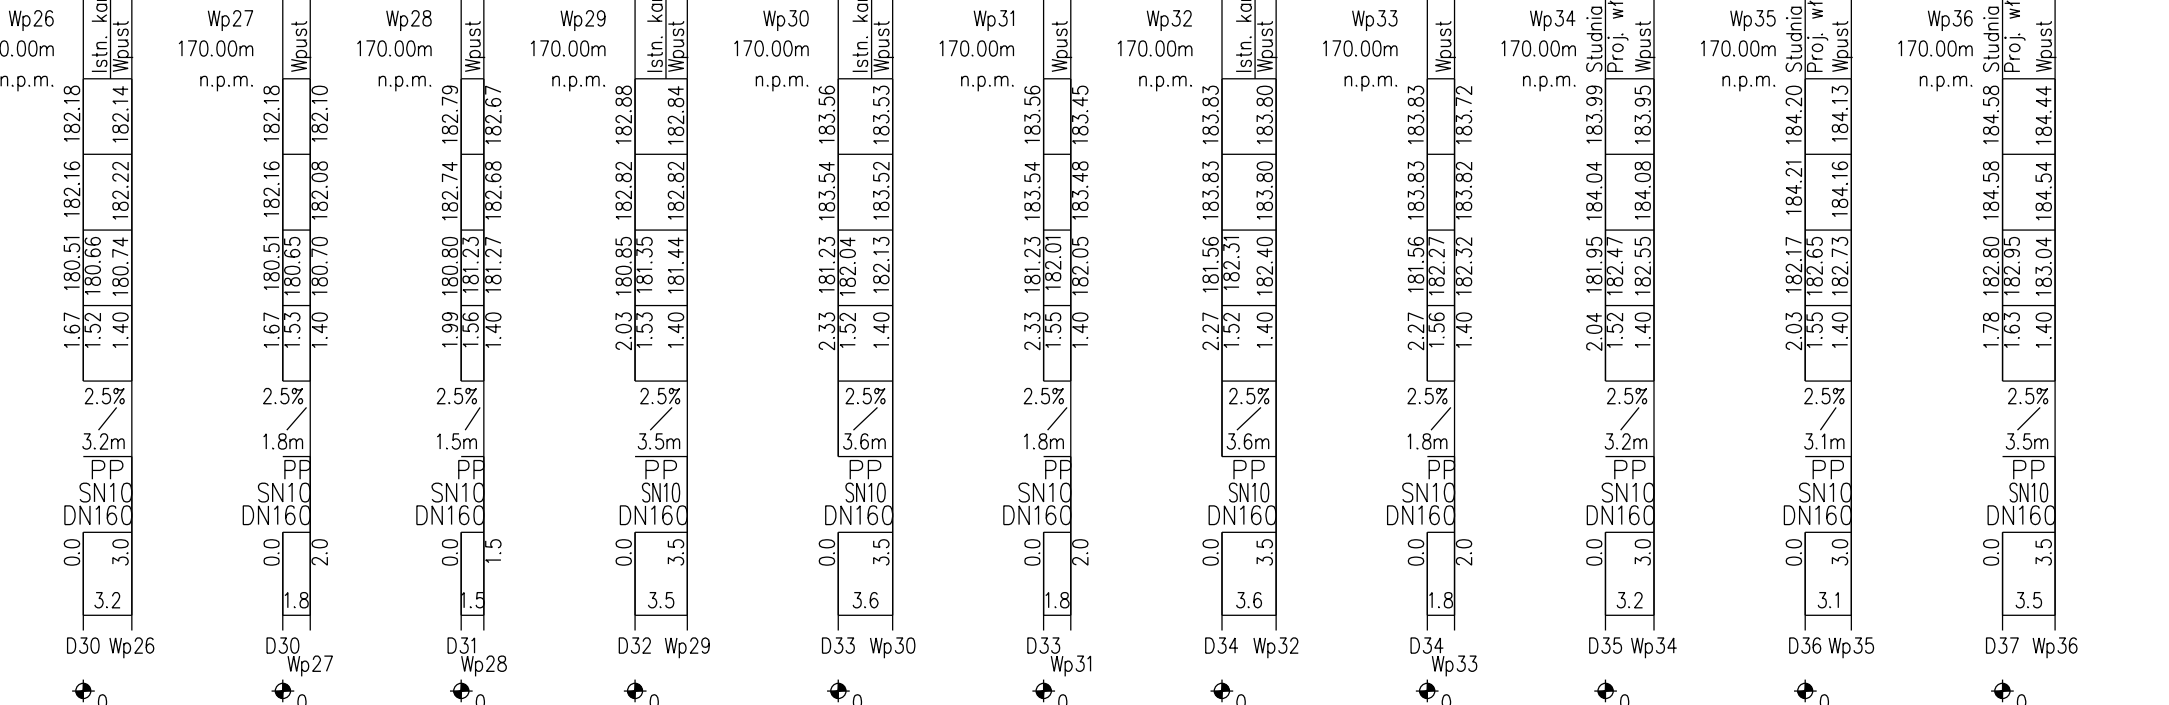 Wp26 Istn. Wpust Wp27 Wpust Wp28 Wpust Wp29 Istn. Wpust Wp30 Istn. Wpust Wp31 Wpust Wp32 Istn. Wpust Wp33 Wpust Wp34 Studnia Proj. Wpust Wp35 Studnia Proj. Wpust Wp36 Studnia Proj. Wpust
170.00m 170.00m 170.00m 170.00m 170.00m 170.00m 170.00m 170.00m 170.00m 170.00m
n.p.m. n.p.m. n.p.m. n.p.m. n.p.m. n.p.m. n.p.m. n.p.m. n.p.m. n.p.m. n.p.m.
182.18 182.14 182.18 182.10 182.79 182.67 182.88 182.84 183.56 183.53 183.56 183.45 183.83 183.80 183.83 183.72 183.99 183.95 184.20 184.13 184.58 184.44
182.16 182.22 182.16 182.08 182.74 182.68 182.82 182.82 183.54 183.52 183.54 183.48 183.83 183.80 183.83 183.82 184.04 184.08 184.21 184.16 184.58 184.54
180.51 180.66 180.74 180.51 180.65 180.70 180.80 181.23 181.27 180.85 181.35 181.44 181.23 182.04 182.13 181.23 182.01 182.05 181.56 182.31 182.40 181.56 182.27 182.32 181.95 182.47 182.55 182.17 182.65 182.73 182.80 182.95 183.04
1.67 1.52 1.40 1.67 1.53 1.40 1.99 1.56 1.40 2.03 1.53 1.40 2.33 1.52 1.40 2.33 1.55 1.40 2.27 1.52 1.40 2.27 1.56 1.40 2.04 1.52 1.40 2.03 1.55 1.40 1.78 1.63 1.40
2.5% 2.5% 2.5% 2.5% 2.5% 2.5% 2.5% 2.5% 2.5% 2.5% 2.5%
3.2m 1.8m 1.5m 3.5m 3.6m 1.8m 3.6m 1.8m 3.2m 3.1m 3.5m
PP PP PP PP PP PP PP PP PP PP PP
SN10 SN10 SN10 SN10 SN10 SN10 SN10 SN10 SN10 SN10 SN10
DN160 DN160 DN160 DN160 DN160 DN160 DN160 DN160 DN160 DN160 DN160
0.0 3.0 0.0 2.0 0.0 1.5 0.0 3.5 0.0 3.5 0.0 2.0 0.0 3.5 0.0 2.0 0.0 3.0 0.0 3.0 0.0 3.5
3.2 1.8 1.5 3.5 3.6 1.8 3.6 1.8 3.2 3.1 3.5
D30 Wp26 D30 D31 D32 Wp29 D33 Wp30 D33 D34 Wp32 D34 D35 Wp34 D36 Wp35 D37 Wp36
Wp27 Wp28 Wp31 Wp33